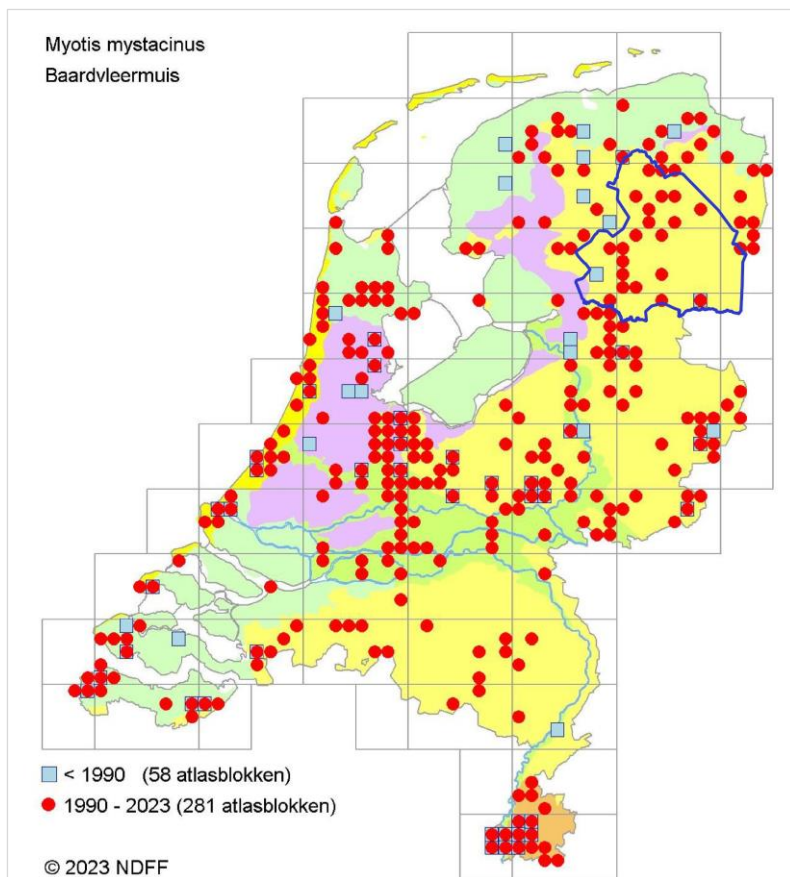 Myotis mystacinus
Baardvleermuis
< 1990 (58 atlasblokken)
1990 - 2023 (281 atlasblokken)
© 2023 NDFF